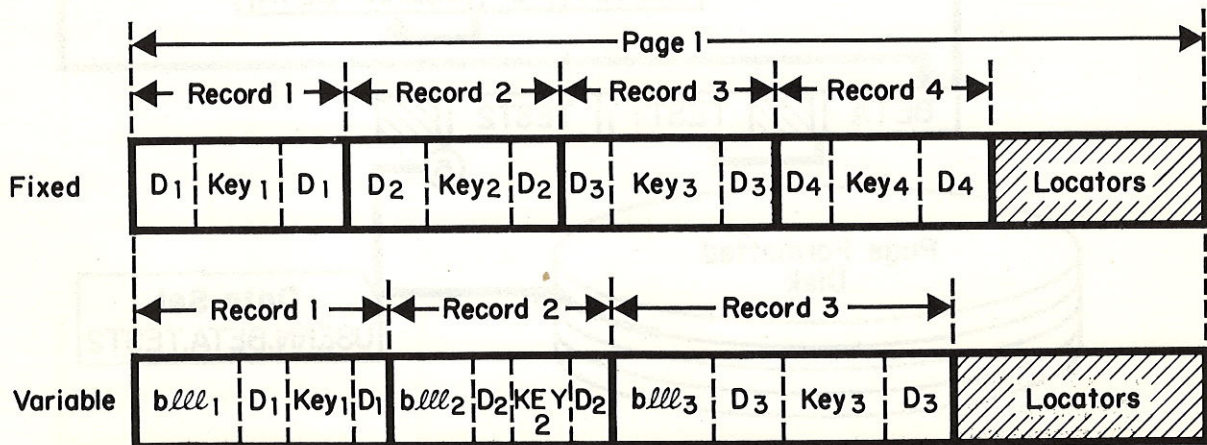 Page 1
Record 1 Record 2 Record 3 Record 4
Fixed D1 Key1 D1 D2 Key2 D2 D3 Key3 D3 D4 Key4 D4 Locators
Record 1 Record 2 Record 3
Variable blll1 D1 Key1 D1 blll2 D2 KEY 2 D2 blll3 D3 Key3 D3 Locators